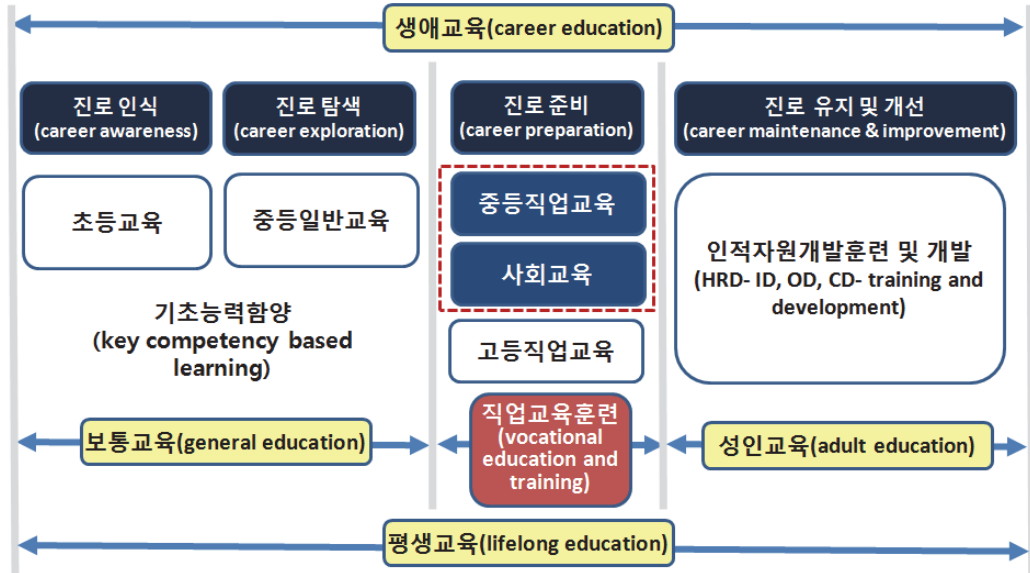 생애교육(career education)
진로 인식
(career awareness)
진로 탐색
(career exploration)
진로 준비
(career preparation)
진로 유지 및 개선
(career maintenance & improvement)
초등교육
중등일반교육
중등직업교육
사회교육
고등직업교육
인적자원개발훈련 및 개발
(HRD- ID, OD, CD- training and
development)
기초능력함양
(key competency based
learning)
보통교육(general education)
직업교육훈련
(vocational
education and
training)
성인교육(adult education)
평생교육(lifelong education)